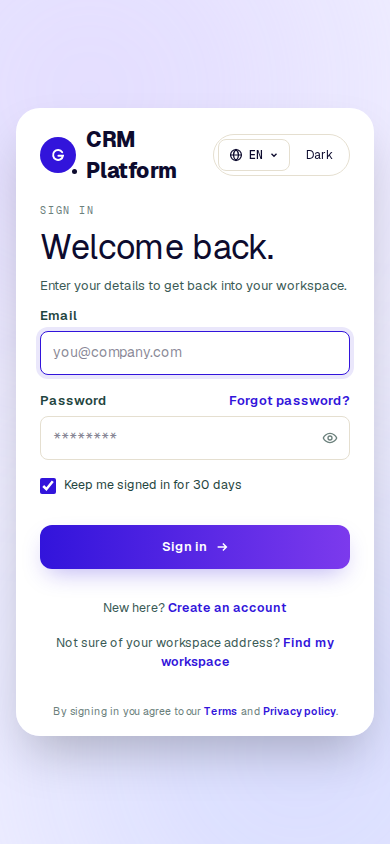 G
CRM
Platform
EN
Dark
SIGN IN
Welcome back.
Enter your details to get back into your workspace.
Email
you@company.com
Password
Forgot password?
********
Keep me signed in for 30 days
Sign in →
New here? Create an account
Not sure of your workspace address? Find my
workspace
By signing in you agree to our Terms and Privacy policy.